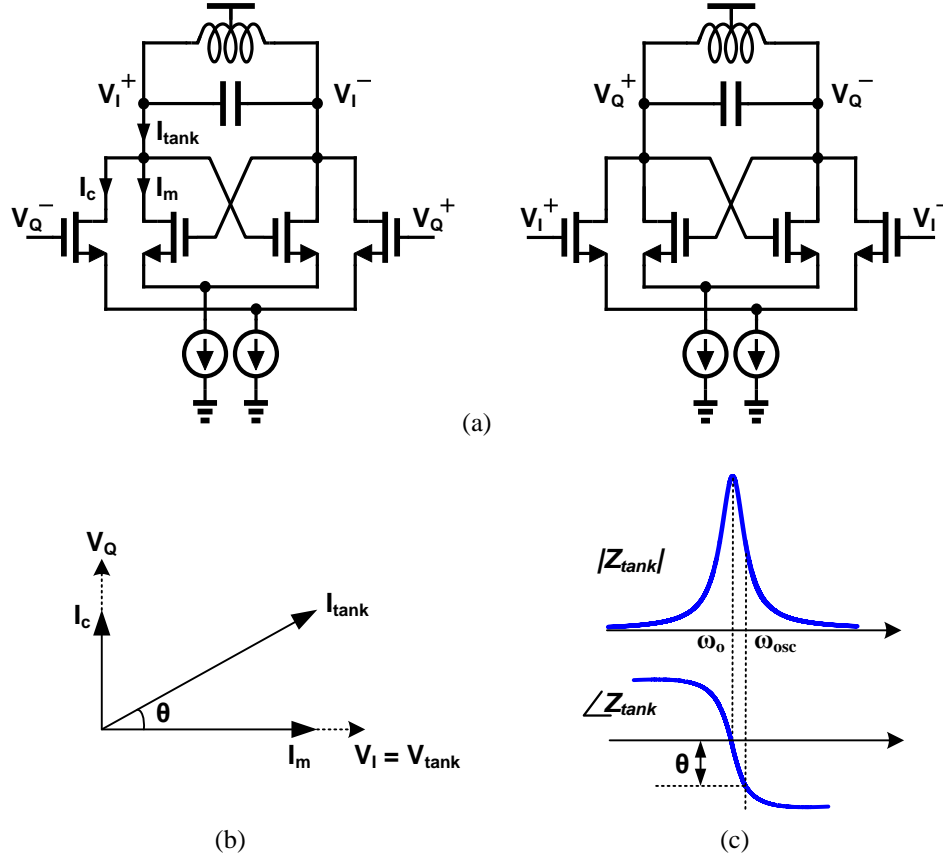 V_I^+ V_I^- V_Q^+ V_Q^-
I_tank
I_c I_m
V_Q^- V_Q^+ V_I^+ V_I^-
(a)
V_Q
I_c I_tank
θ
I_m V_I = V_tank
(b)
|Z_tank|
ω_o ω_osc
∠Z_tank
θ
(c)